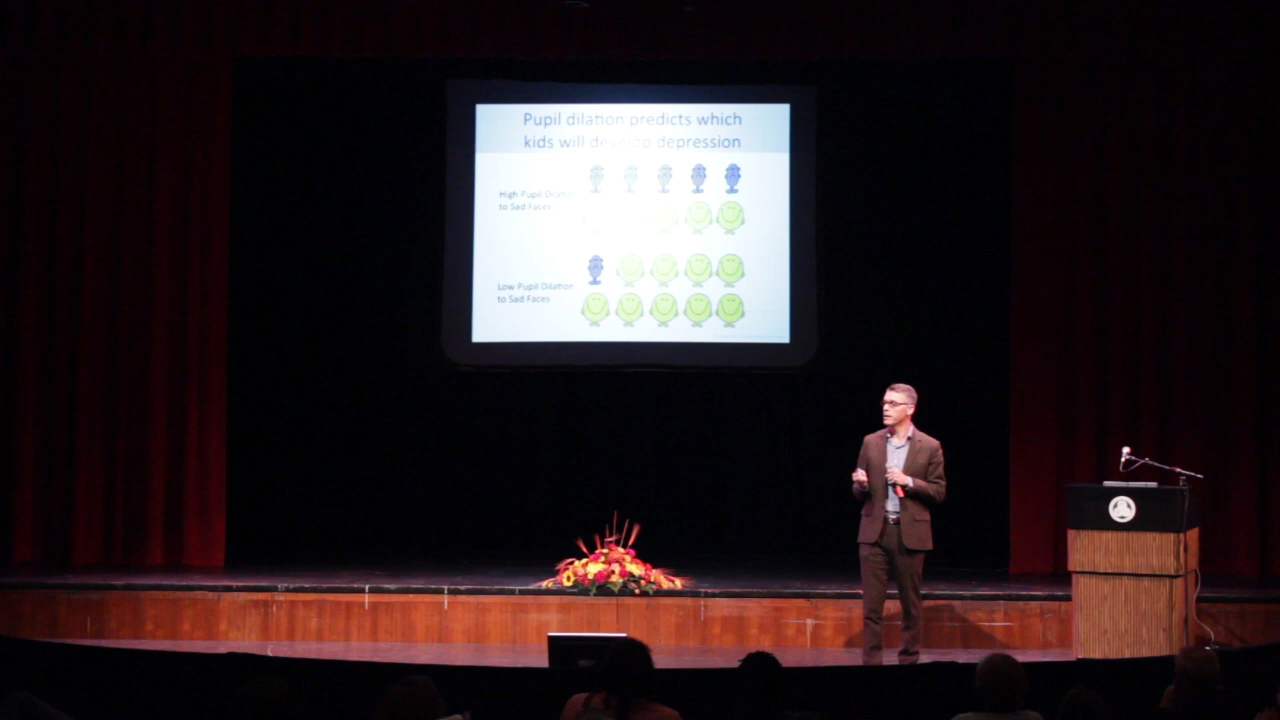 Pupil dilation predicts which
kids will develop depression
High Pupil Dilation
to Sad Faces
Low Pupil Dilation
to Sad Faces